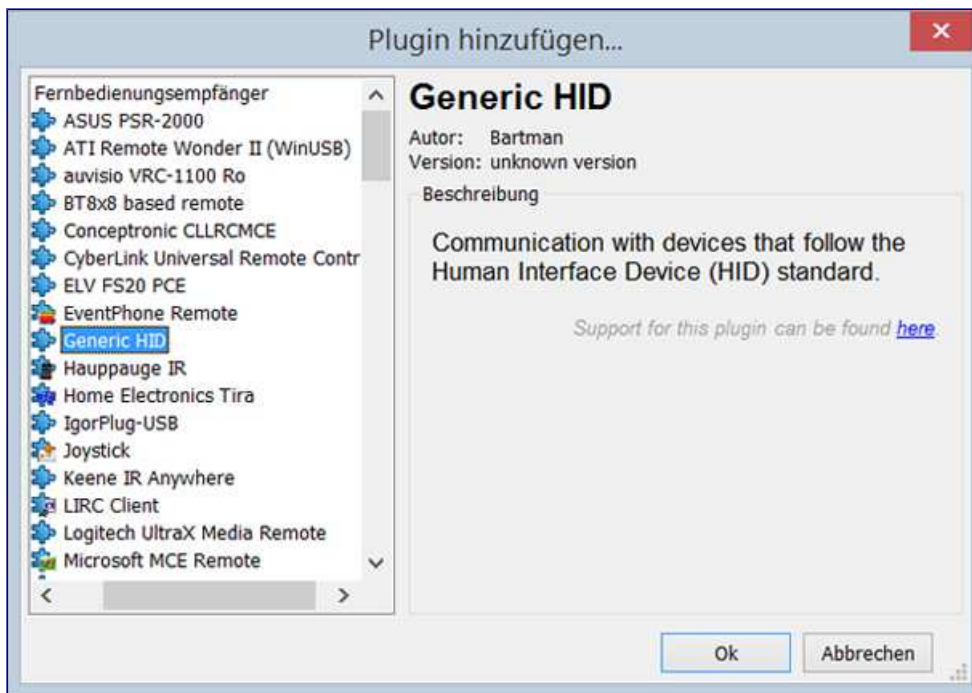 Plugin hinzufügen...
Fernbedienungsempfänger
ASUS PSR-2000
ATI Remote Wonder II (WinUSB)
auvisio VRC-1100 Ro
BT8x8 based remote
Conceptronic CLLRCMCE
CyberLink Universal Remote Contr
ELV FS20 PCE
EventPhone Remote
Generic HID
Hauppauge IR
Home Electronics Tira
IgorPlug-USB
Joystick
Keene IR Anywhere
LIRC Client
Logitech UltraX Media Remote
Microsoft MCE Remote
Generic HID
Autor: Bartman
Version: unknown version
Beschreibung
Communication with devices that follow the
Human Interface Device (HID) standard.
Support for this plugin can be found here
Ok
Abbrechen